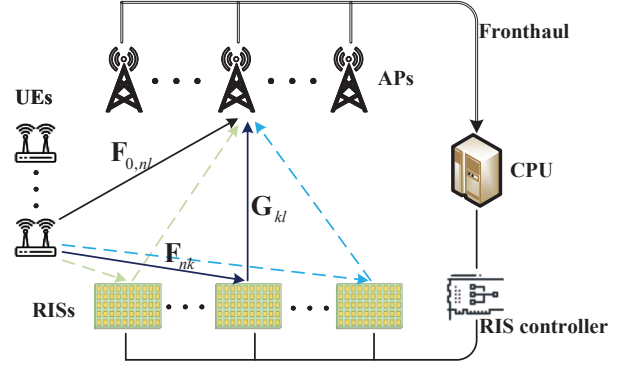 Fronthaul
APs
UEs
F0,nl
CPU
Gkl
Fnk
RISs
RIS controller